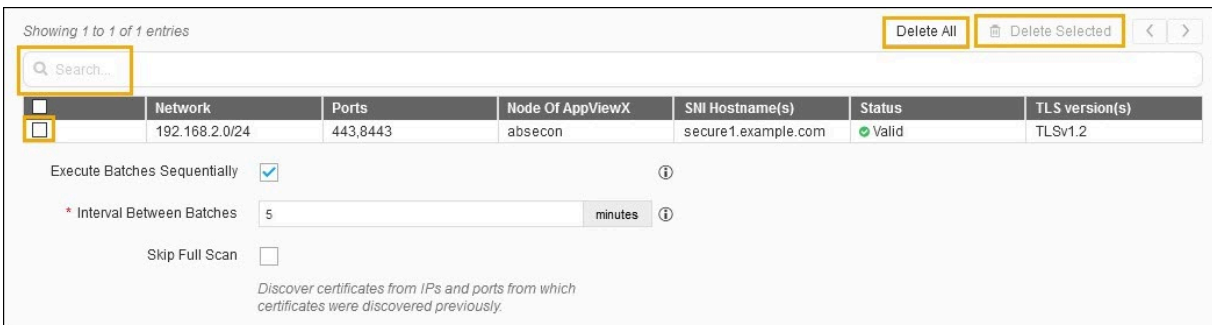 Showing 1 to 1 of 1 entries Delete All Delete Selected
Search...
Network Ports Node Of AppViewX SNI Hostname(s) Status TLS version(s)
192.168.2.0/24 443,8443 absecon secure1.example.com Valid TLSv1.2
Execute Batches Sequentially
* Interval Between Batches 5 minutes
Skip Full Scan
Discover certificates from IPs and ports from which
certificates were discovered previously.